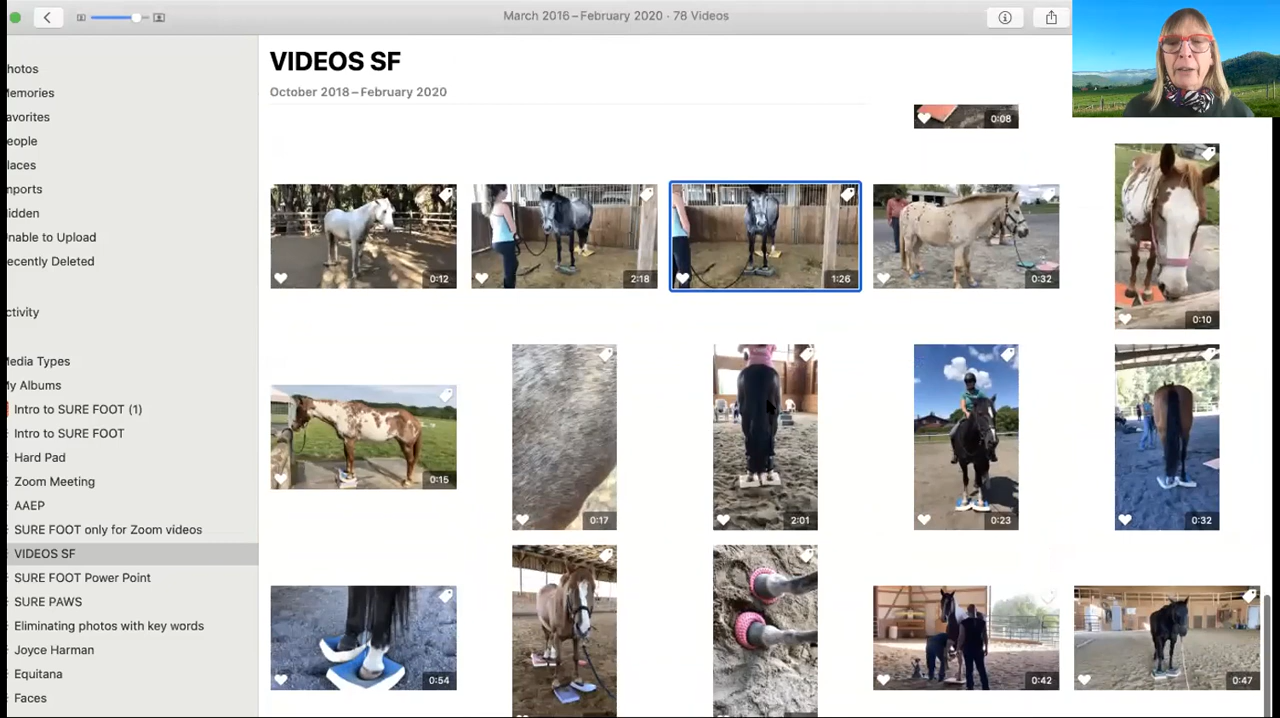 March 2016 – February 2020 · 78 Videos
VIDEOS SF
October 2018 – February 2020
hotos
Memories
avorites
eople
laces
mports
idden
nable to Upload
ecently Deleted
ctivity
Media Types
My Albums
Intro to SURE FOOT (1)
Intro to SURE FOOT
Hard Pad
Zoom Meeting
AAEP
SURE FOOT only for Zoom videos
VIDEOS SF
SURE FOOT Power Point
SURE PAWS
Eliminating photos with key words
Joyce Harman
Equitana
Faces
0:08
0:12
2:18
1:26
0:32
0:10
0:15
0:17
2:01
0:23
0:32
0:54
0:42
0:47